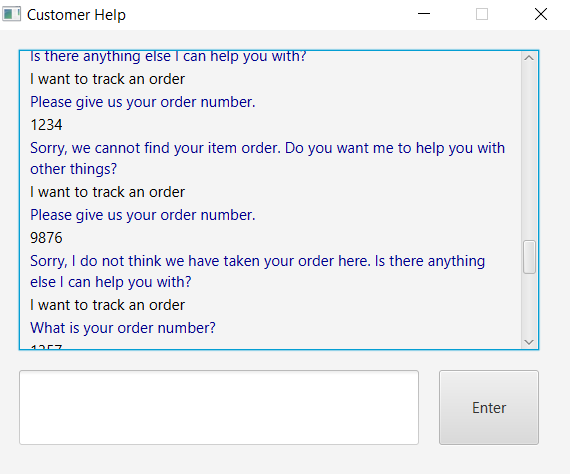 Customer Help
Is there anything else I can help you with?
I want to track an order
Please give us your order number.
1234
Sorry, we cannot find your item order. Do you want me to help you with
other things?
I want to track an order
Please give us your order number.
9876
Sorry, I do not think we have taken your order here. Is there anything
else I can help you with?
I want to track an order
What is your order number?
Enter